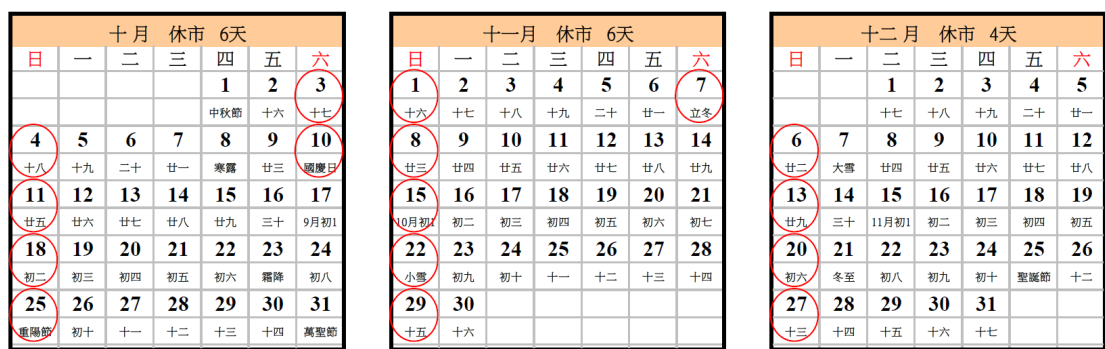 十月 休市 6天
日 一 二 三 四 五 六
1 2 3
中秋節 十六 十七
4 5 6 7 8 9 10
十八 十九 二十 廿一 寒露 廿三 國慶日
11 12 13 14 15 16 17
廿五 廿六 廿七 廿八 廿九 三十 9月初1
18 19 20 21 22 23 24
初二 初三 初四 初五 初六 霜降 初八
25 26 27 28 29 30 31
重陽節 初十 十一 十二 十三 十四 萬聖節
十一月 休市 6天
日 一 二 三 四 五 六
1 2 3 4 5 6 7
十六 十七 十八 十九 二十 廿一 立冬
8 9 10 11 12 13 14
廿三 廿四 廿五 廿六 廿七 廿八 廿九
15 16 17 18 19 20 21
10月初1 初二 初三 初四 初五 初六 初七
22 23 24 25 26 27 28
小雪 初九 初十 十一 十二 十三 十四
29 30
十五 十六
十二月 休市 4天
日 一 二 三 四 五 六
1 2 3 4 5
十七 十八 十九 二十 廿一
6 7 8 9 10 11 12
廿二 大雪 廿四 廿五 廿六 廿七 廿八
13 14 15 16 17 18 19
廿九 三十 11月初1 初二 初三 初四 初五
20 21 22 23 24 25 26
初六 冬至 初八 初九 初十 聖誕節 十二
27 28 29 30 31
十三 十四 十五 十六 十七